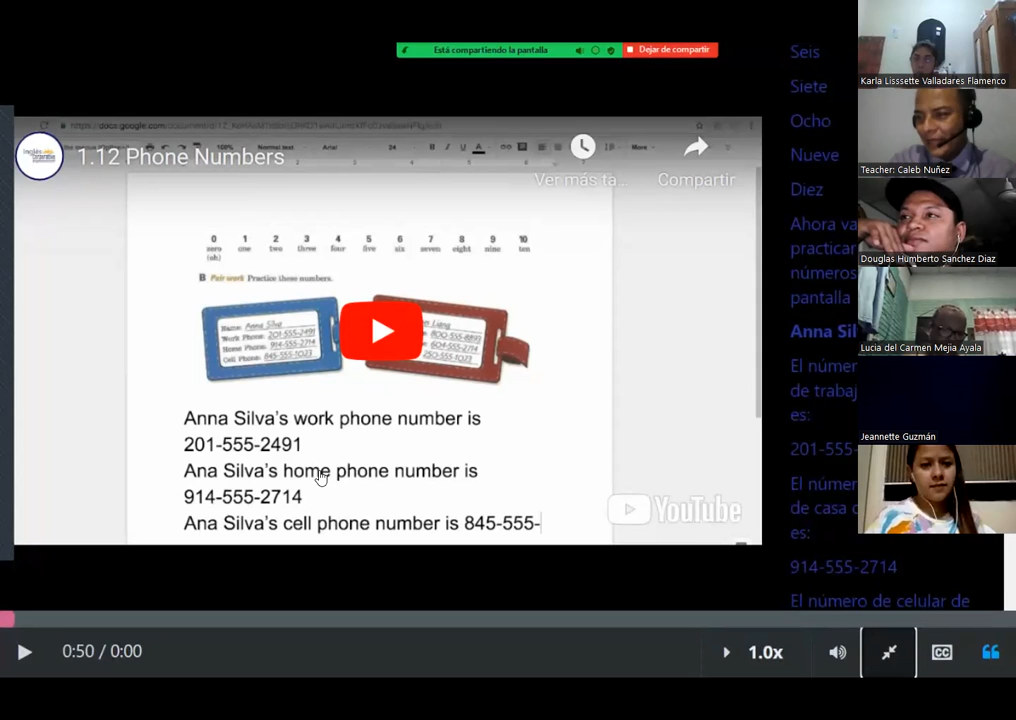 Está compartiendo la pantalla
Dejar de compartir
1.12 Phone Numbers
Ver más ta...
Compartir
0 1 2 3 4 5 6 7 8 9 10
zero one two three four five six seven eight nine ten
(oh)
B Pair work Practice these numbers.
Name: Anna Silva
Work Phone: 201-555-2491
Home Phone: 914-555-2714
Cell Phone: 845-555-1023
Liang
604-555-2714
250-555-1023
Anna Silva's work phone number is
201-555-2491
Ana Silva's home phone number is
914-555-2714
Ana Silva's cell phone number is 845-555-
YouTube
0:50 / 0:00
1.0x
CC
Seis
Siete
Ocho
Nueve
Diez
Ahora va
practicar
números
pantalla
Anna Sil
El númer
de trabaj
es:
201-555
El númer
de casa
es:
914-555-2714
El número de celular de
Karla Lisssette Valladares Flamenco
Teacher: Caleb Nuñez
Douglas Humberto Sanchez Diaz
Lucia del Carmen Mejia Ayala
Jeannette Guzmán